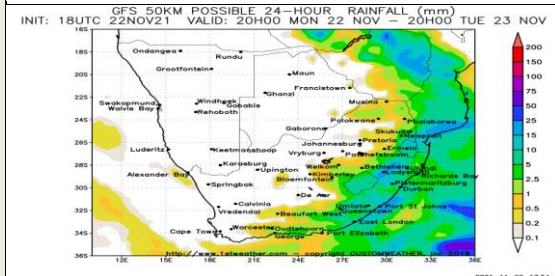 GFS 50KM POSSIBLE 24-HOUR RAINFALL (mm)
INIT: 18UTC 22NOV21 VALID: 20H00 MON 22 NOV - 20H00 TUE 23 NOV
16S
18S
20S
22S
24S
26S
28S
30S
32S
34S
36S
Ondangwa
Rundu
Grootfontein
Maun
Francistown
Ghanzi
Musina
Swakopmund
Windhoek
Gobabis
Walvis Bay
Rehoboth
Polokwane
Phalaborwa
Gaborone
Skukuza
Nelspruit
Pretoria
Johannesburg
Ermelo
Luderitz
Keetmanshoop
Vryburg
Potchefstroom
Karasburg
Welkom
Bethlehem
Ladysmith
Ulundi
Alexander Bay
Upington
Kimberley
Richards Bay
Bloemfontein
Springbok
Pietermaritzburg
Durban
De Aar
Calvinia
Umtata
Port St Johns
Vredendal
Beaufort West
Queenstown
East London
Cape Town
Worcester
Oudtshoorn
George
Port Elizabeth
http://www.1stweather.com - copyright CUSTOMWEATHER, inc 2019
12E 15E 18E 21E 24E 27E 30E 33E 36E
200
150
100
75
50
25
15
10
5
2.5
1
0.5
0.2
0.1